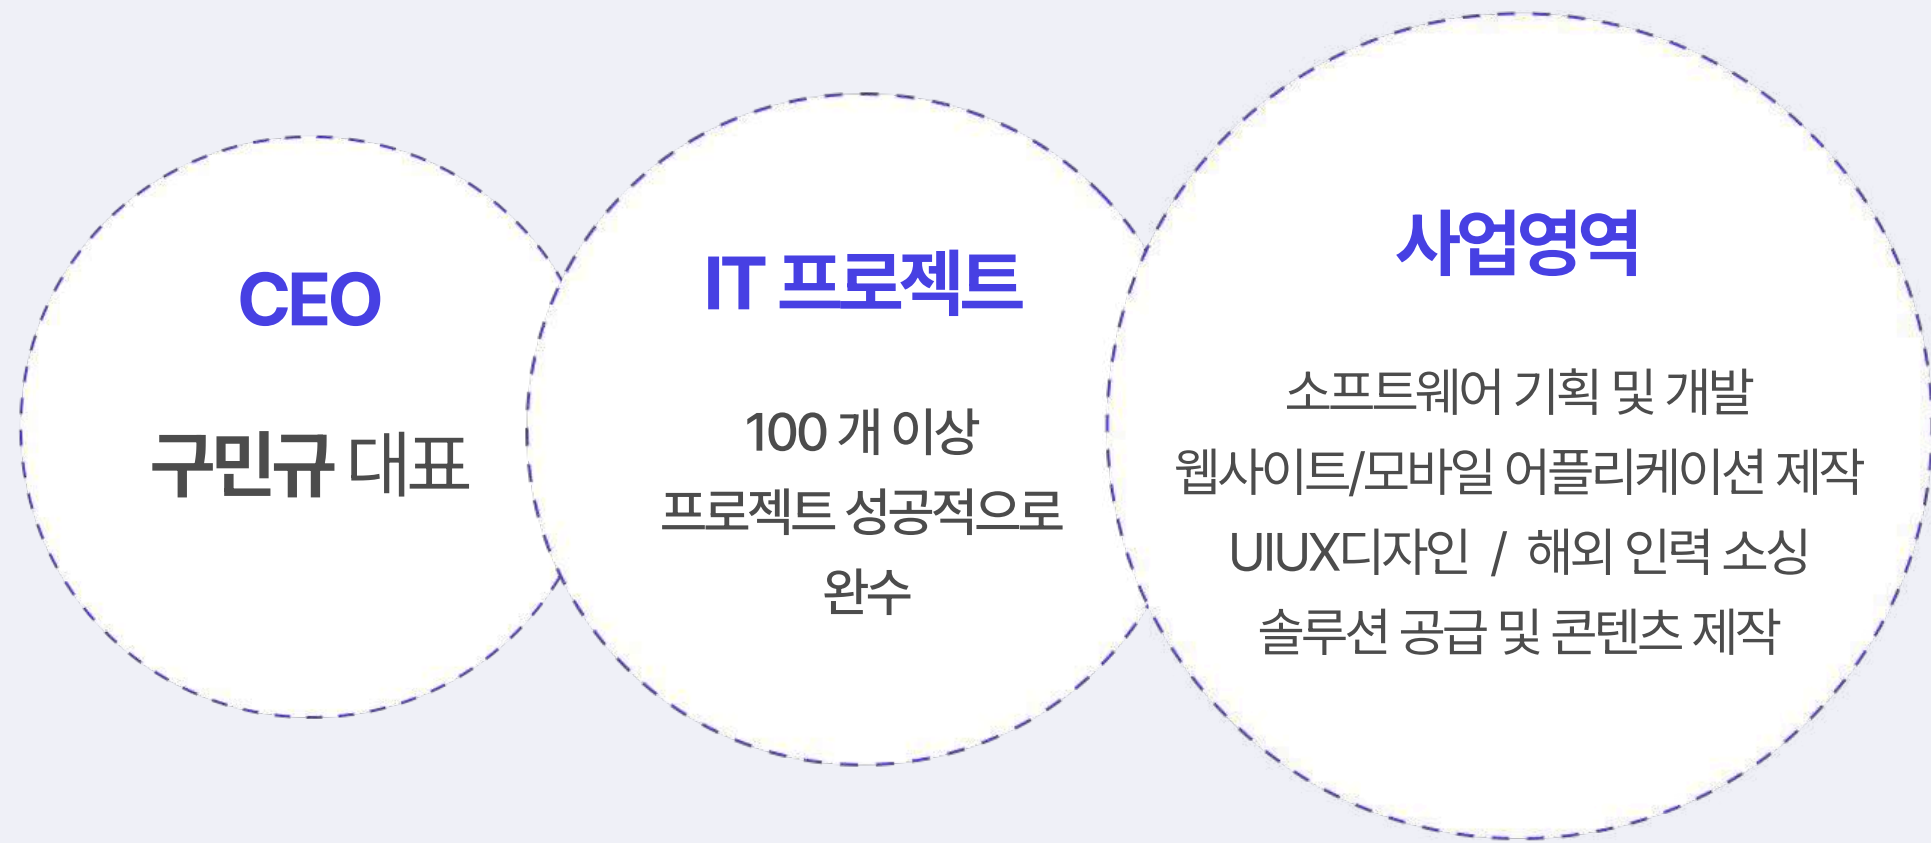 CEO
구민규 대표
IT 프로젝트
100 개 이상
프로젝트 성공적으로
완수
사업영역
소프트웨어 기획 및 개발
웹사이트/모바일 어플리케이션 제작
UIUX디자인 / 해외 인력 소싱
솔루션 공급 및 콘텐츠 제작